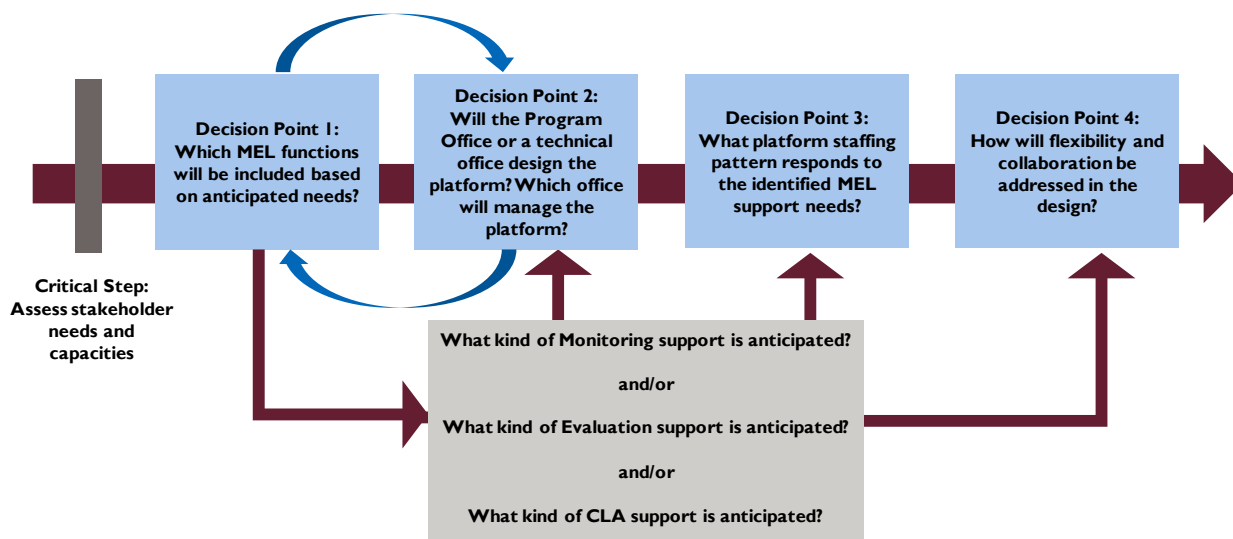 Critical Step:
Assess stakeholder
needs and
capacities
Decision Point 1:
Which MEL functions
will be included based
on anticipated needs?
Decision Point 2:
Will the Program
Office or a technical
office design the
platform? Which office
will manage the
platform?
Decision Point 3:
What platform staffing
pattern responds to
the identified MEL
support needs?
Decision Point 4:
How will flexibility and
collaboration be
addressed in the
design?
What kind of Monitoring support is anticipated?
and/or
What kind of Evaluation support is anticipated?
and/or
What kind of CLA support is anticipated?